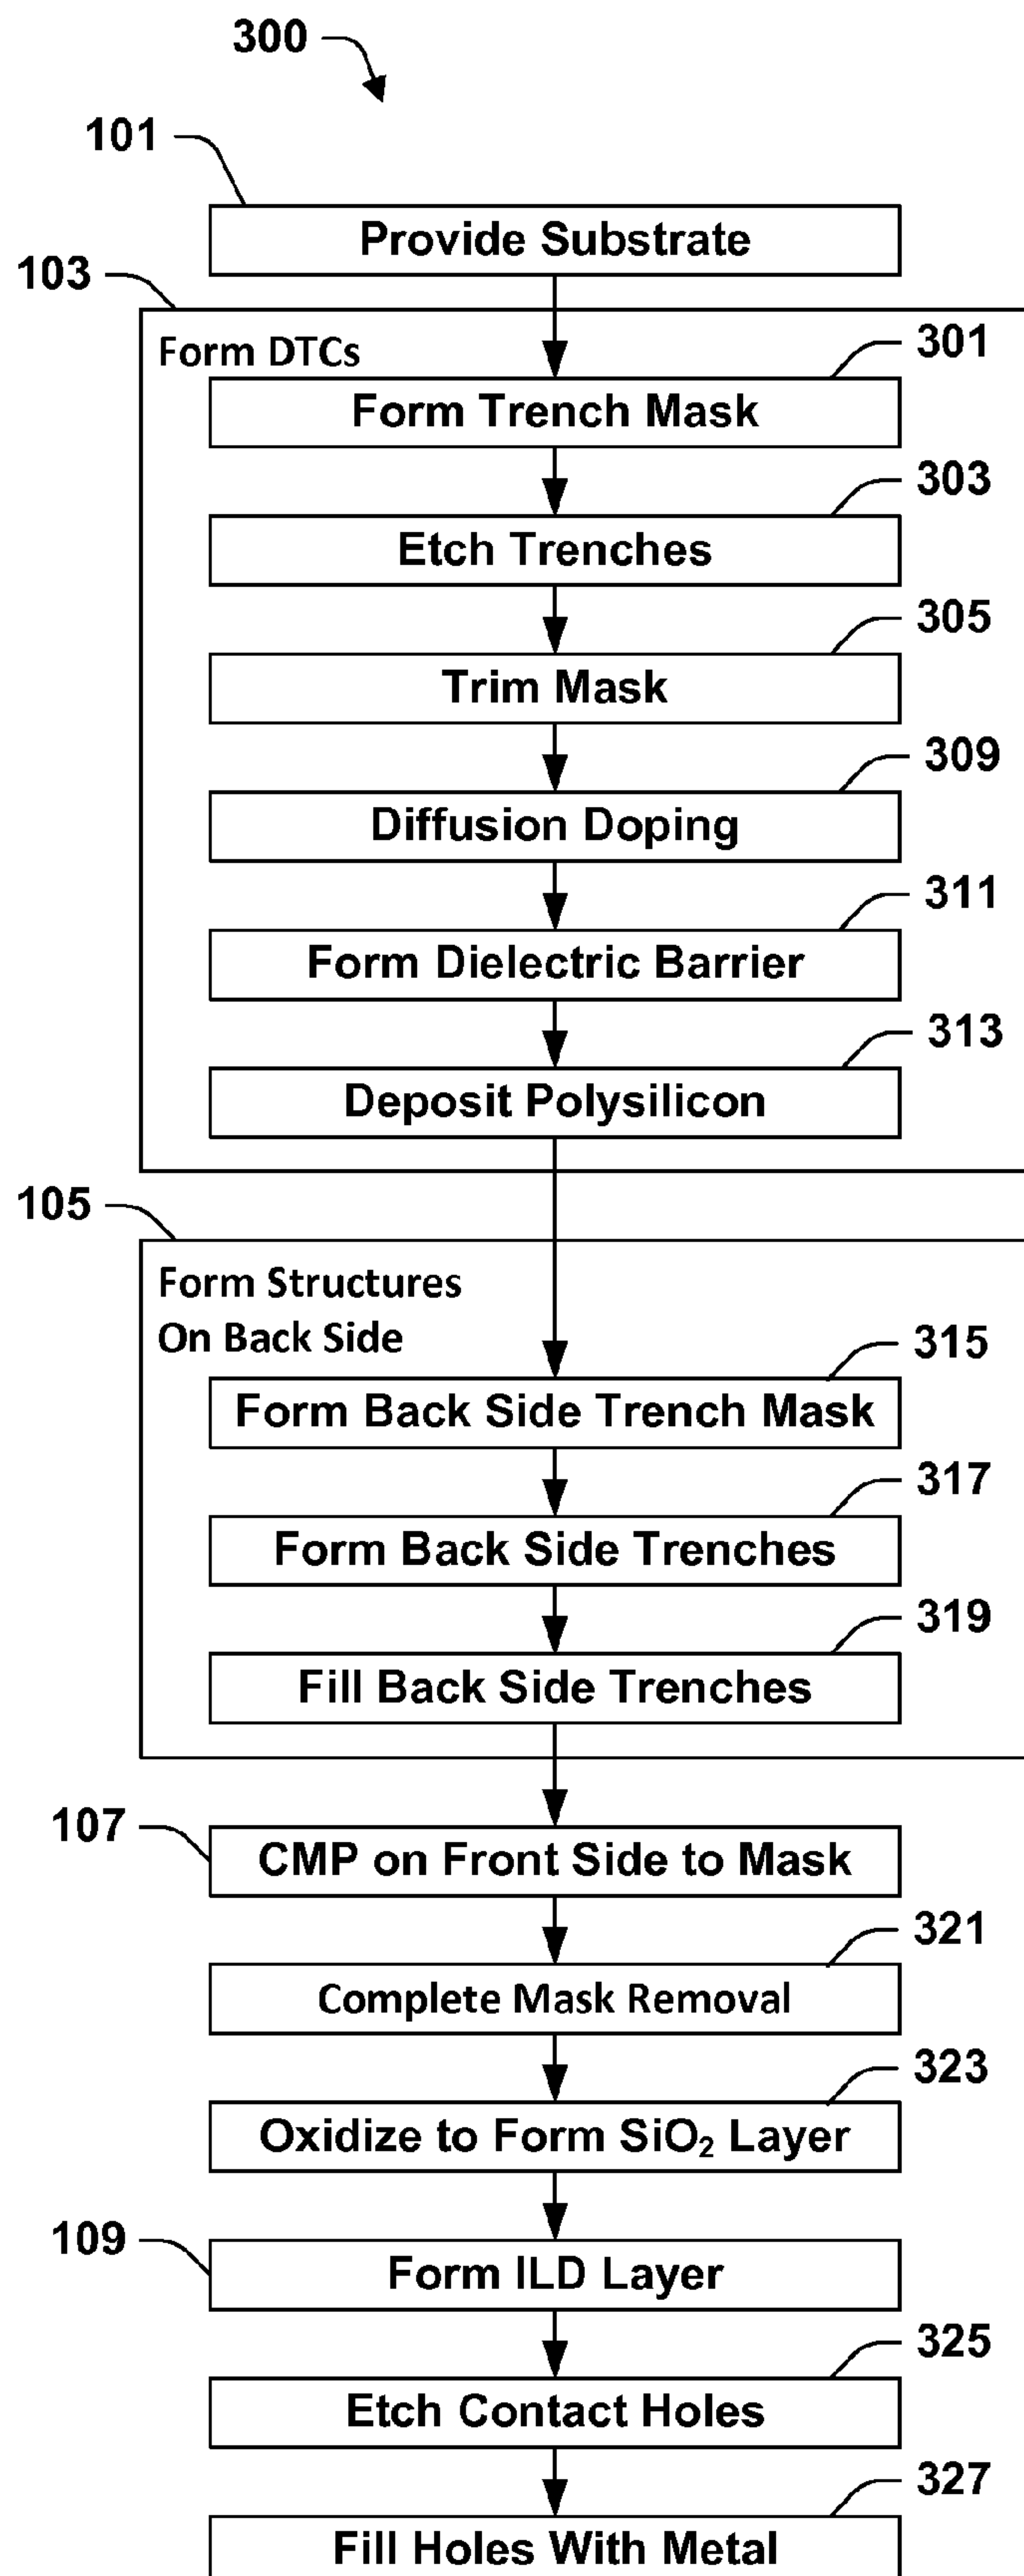 300
101
Provide Substrate
103
Form DTCs
301
Form Trench Mask
303
Etch Trenches
305
Trim Mask
309
Diffusion Doping
311
Form Dielectric Barrier
313
Deposit Polysilicon
105
Form Structures
On Back Side
315
Form Back Side Trench Mask
317
Form Back Side Trenches
319
Fill Back Side Trenches
107
CMP on Front Side to Mask
321
Complete Mask Removal
323
Oxidize to Form SiO₂ Layer
109
Form ILD Layer
325
Etch Contact Holes
327
Fill Holes With Metal